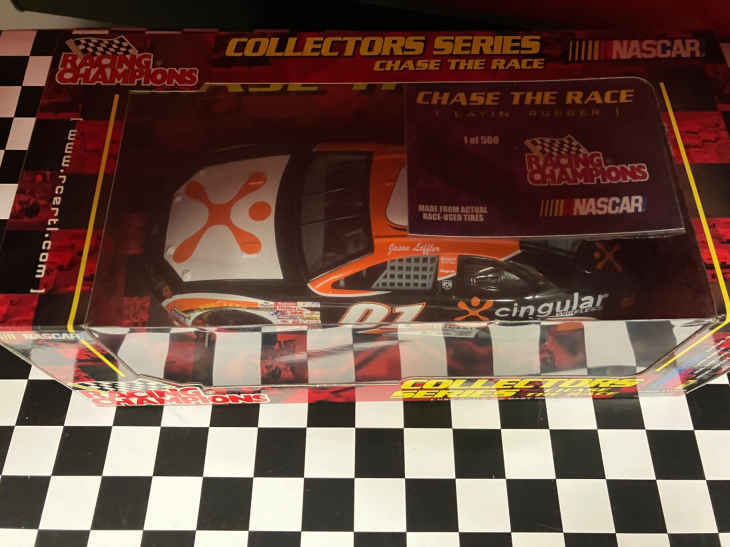 RACING
CHAMPIONS
COLLECTORS SERIES
CHASE THE RACE
NASCAR
[ www.rcertl.com ]
CHASE THE RACE
[ LATIN RUBBER ]
1 of 500
RACING
CHAMPIONS
MADE FROM ACTUAL
RACE-USED TIRES
NASCAR
Jason Leffler
01
cingular
NASCAR
RACING
CHAMPIONS
COLLECTORS
SERIES